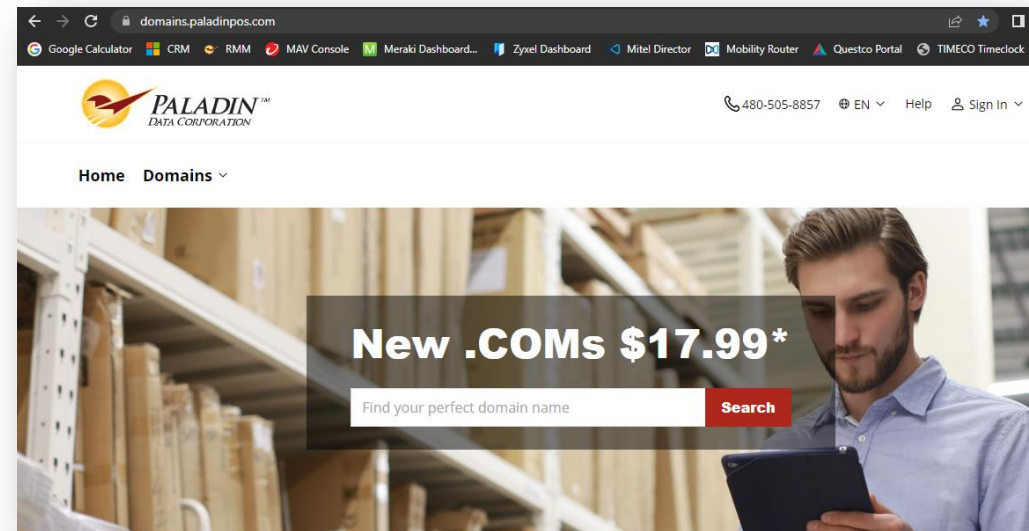 domains.paladinpos.com
Google Calculator CRM RMM MAV Console Meraki Dashboard... Zyxel Dashboard Mitel Director Mobility Router Questco Portal TIMECO Timeclock
PALADIN™
DATA CORPORATION
480-505-8857 EN Help Sign In
Home Domains
New .COMs $17.99*
Find your perfect domain name Search